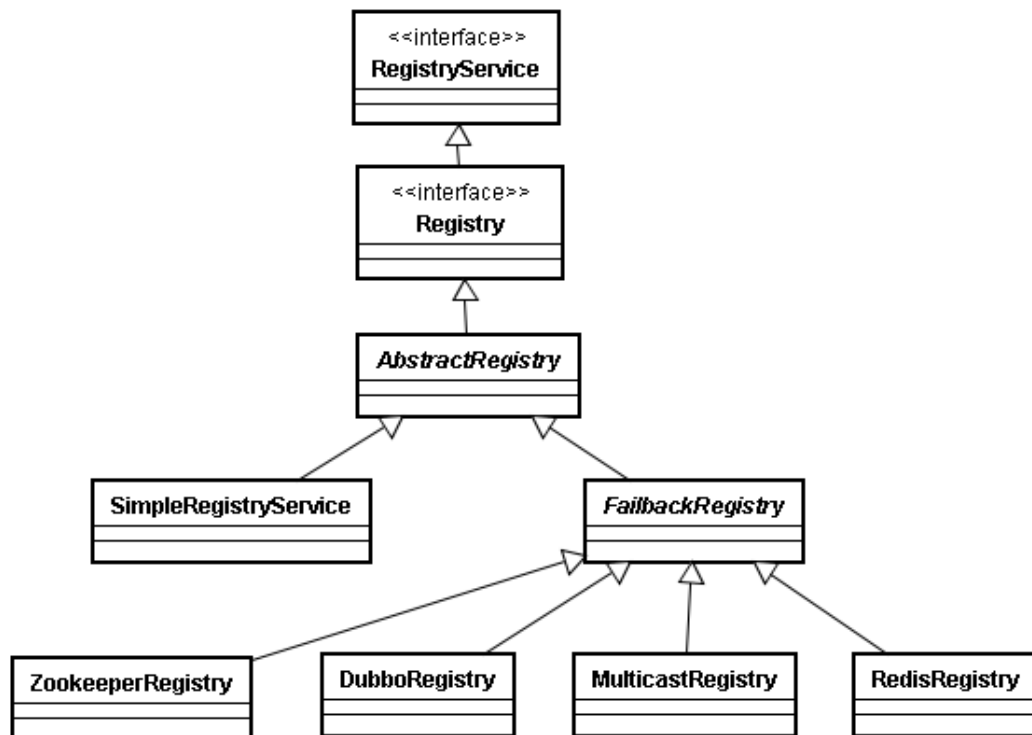 <<interface>>
RegistryService
<<interface>>
Registry
AbstractRegistry
SimpleRegistryService
FailbackRegistry
ZookeeperRegistry
DubboRegistry
MulticastRegistry
RedisRegistry